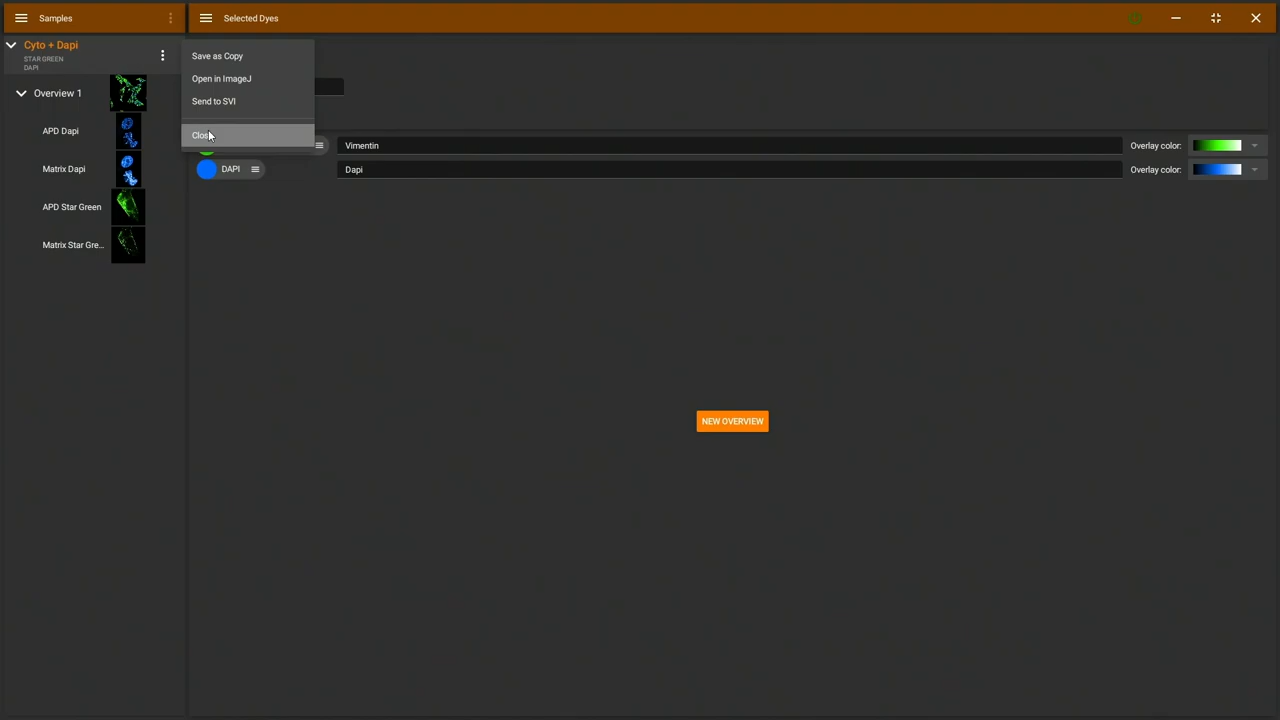 Samples
Selected Dyes
Cyto + Dapi
STAR GREEN
DAPI
Overview 1
APD Dapi
Matrix Dapi
APD Star Green
Matrix Star Gre...
Save as Copy
Open in ImageJ
Send to SVI
Vimentin
Overlay color:
DAPI
Dapi
Overlay color:
NEW OVERVIEW